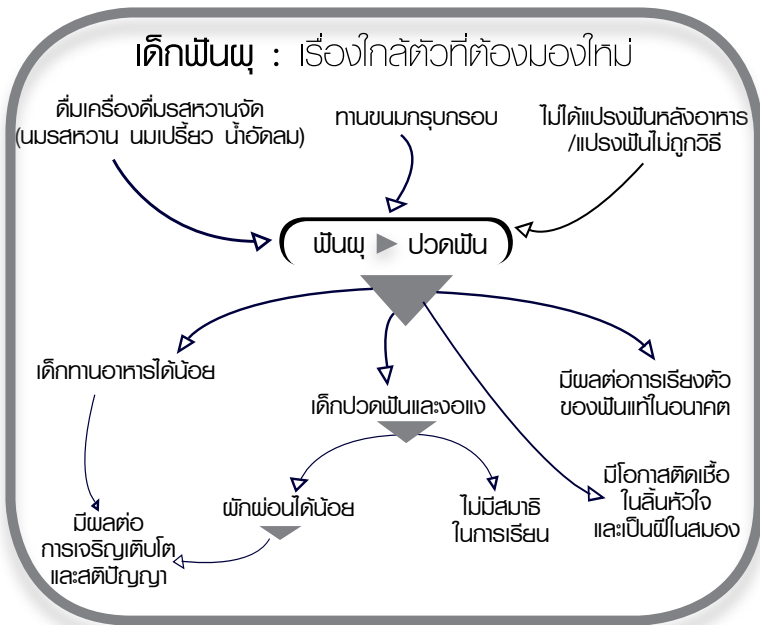 เด็กฟันผุ : เรื่องใกล้ตัวที่ต้องมองใหม่
ดื่มเครื่องดื่มรสหวานจัด
(นมรสหวาน นมเปรี้ยว น้ำอัดลม)
ทานขนมกรุบกรอบ
ไม่ได้แปรงฟันหลังอาหาร
/แปรงฟันไม่ถูกวิธี
ฟันผุ ปวดฟัน
เด็กทานอาหารได้น้อย
เด็กปวดฟันและงอแง
มีผลต่อการเรียงตัว
ของฟันแท้ในอนาคต
มีผลต่อ
การเจริญเติบโต
และสติปัญญา
พักผ่อนได้น้อย
ไม่มีสมาธิ
ในการเรียน
มีโอกาสติดเชื้อ
ในลิ้นหัวใจ
และเป็นฝีในสมอง